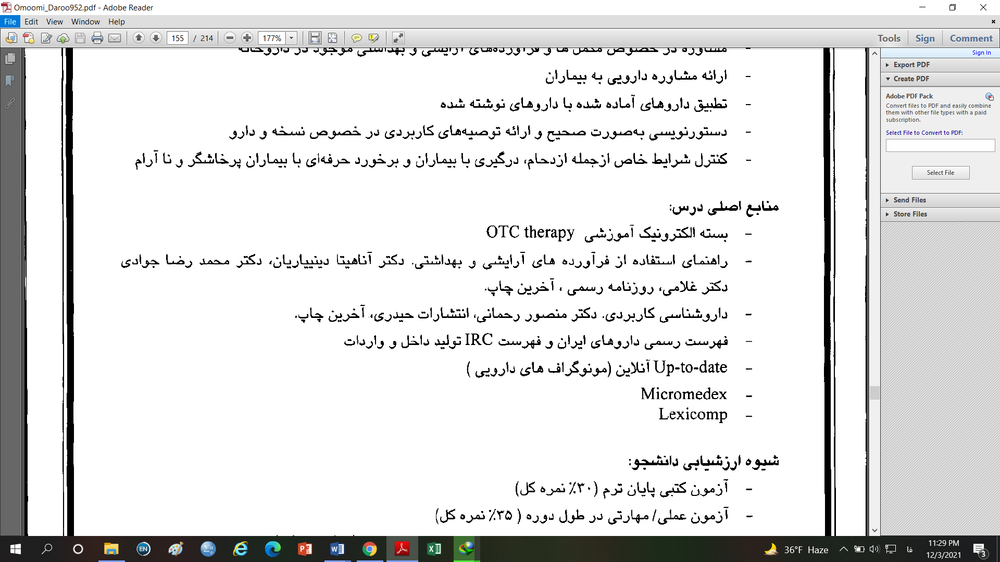 Omoomi_Daroo952.pdf - Adobe Reader
File Edit View Window Help
155 / 214 177% Tools Sign Comment
Sign In
Export PDF
Create PDF
Adobe PDF Pack
Convert files to PDF and easily combine
them with other file types with a paid
subscription.
Select File to Convert to PDF:
Select File
Send Files
Store Files
- مشاوره در خصوص مکمل ها و فرآورده‌های آرایشی و بهداشتی موجود در داروخانه
- ارائه مشاوره دارویی به بیماران
- تطبیق داروهای آماده شده با داروهای نوشته شده
- دستورنویسی به‌صورت صحیح و ارائه توصیه‌های کاربردی در خصوص نسخه و دارو
- کنترل شرایط خاص ازجمله ازدحام، درگیری با بیماران و برخورد حرفه‌ای با بیماران پرخاشگر و نا آرام
منابع اصلی درس:
- بسته الکترونیک آموزشی OTC therapy
- راهنمای استفاده از فرآورده های آرایشی و بهداشتی. دکتر آناهیتا دینییاریان، دکتر محمد رضا جوادی
دکتر غلامی، روزنامه رسمی ، آخرین چاپ.
- داروشناسی کاربردی. دکتر منصور رحمانی، انتشارات حیدری، آخرین چاپ.
- فهرست رسمی داروهای ایران و فهرست IRC تولید داخل و واردات
- Up-to-date آنلاین (مونوگراف های دارویی )
- Micromedex
- Lexicomp
شیوه ارزشیابی دانشجو:
- آزمون کتبی پایان ترم (۳۰٪ نمره کل)
- آزمون عملی/ مهارتی در طول دوره ( ۳۵٪ نمره کل)
EN
36°F Haze
فا
11:29 PM
12/3/2021
3